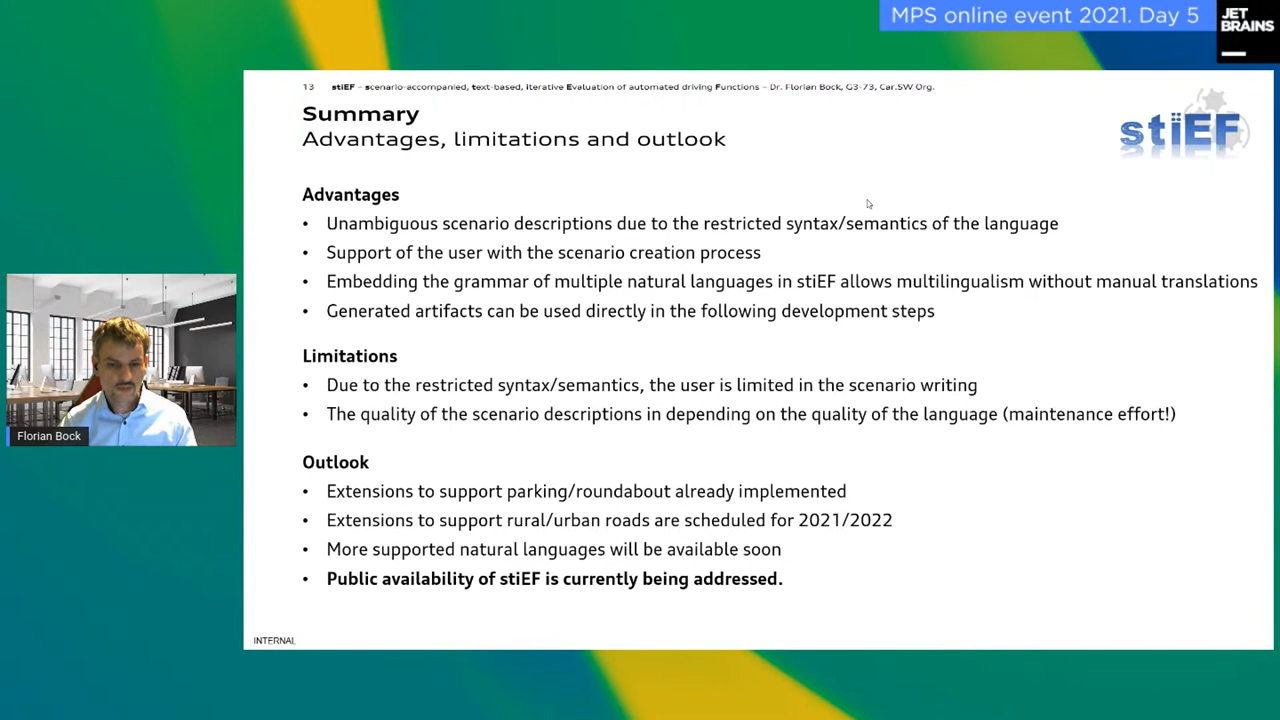 MPS online event 2021. Day 5
JET
BRAINS
13 stiEF – scenario-accompanied, text-based, iterative Evaluation of automated driving Functions – Dr. Florian Bock, G3-73, Car.SW Org.
Summary
Advantages, limitations and outlook
stiEF
Advantages
• Unambiguous scenario descriptions due to the restricted syntax/semantics of the language
• Support of the user with the scenario creation process
• Embedding the grammar of multiple natural languages in stiEF allows multilingualism without manual translations
• Generated artifacts can be used directly in the following development steps
Limitations
• Due to the restricted syntax/semantics, the user is limited in the scenario writing
• The quality of the scenario descriptions in depending on the quality of the language (maintenance effort!)
Florian Bock
Outlook
• Extensions to support parking/roundabout already implemented
• Extensions to support rural/urban roads are scheduled for 2021/2022
• More supported natural languages will be available soon
• Public availability of stiEF is currently being addressed.
INTERNAL